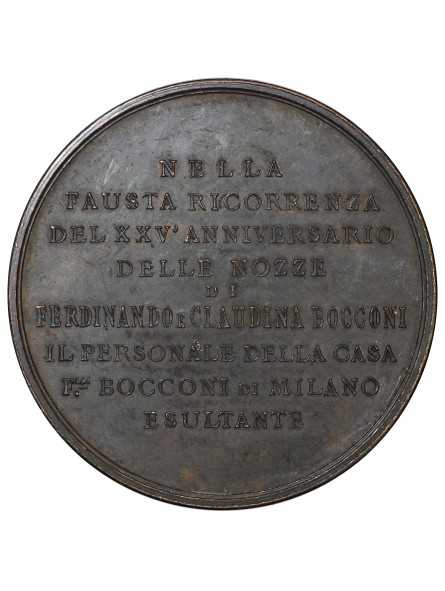 NELLA
FAUSTA RICORRENZA
DEL XXV° ANNIVERSARIO
DELLE NOZZE
DI
FERDINANDO E CLAUDINA BOCCONI
IL PERSONALE DELLA CASA
F.lli BOCCONI DI MILANO
ESULTANTE